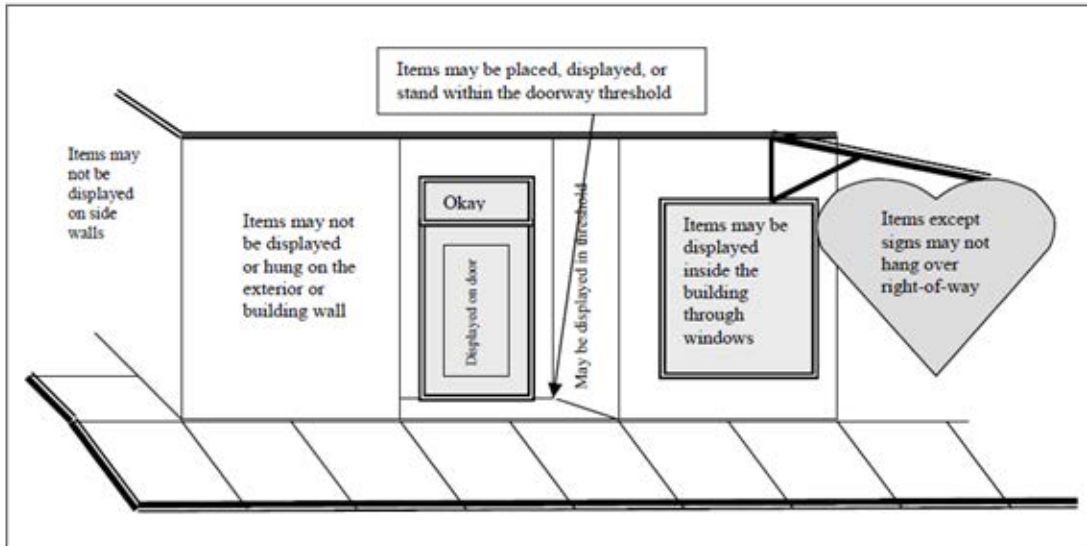 Items may be placed, displayed, or
stand within the doorway threshold
Items may
not be
displayed
on side
walls
Items may not
be displayed
or hung on the
exterior or
building wall
Okay
Displayed on door
May be displayed in threshold
Items may be
displayed
inside the
building
through
windows
Items except
signs may not
hang over
right-of-way